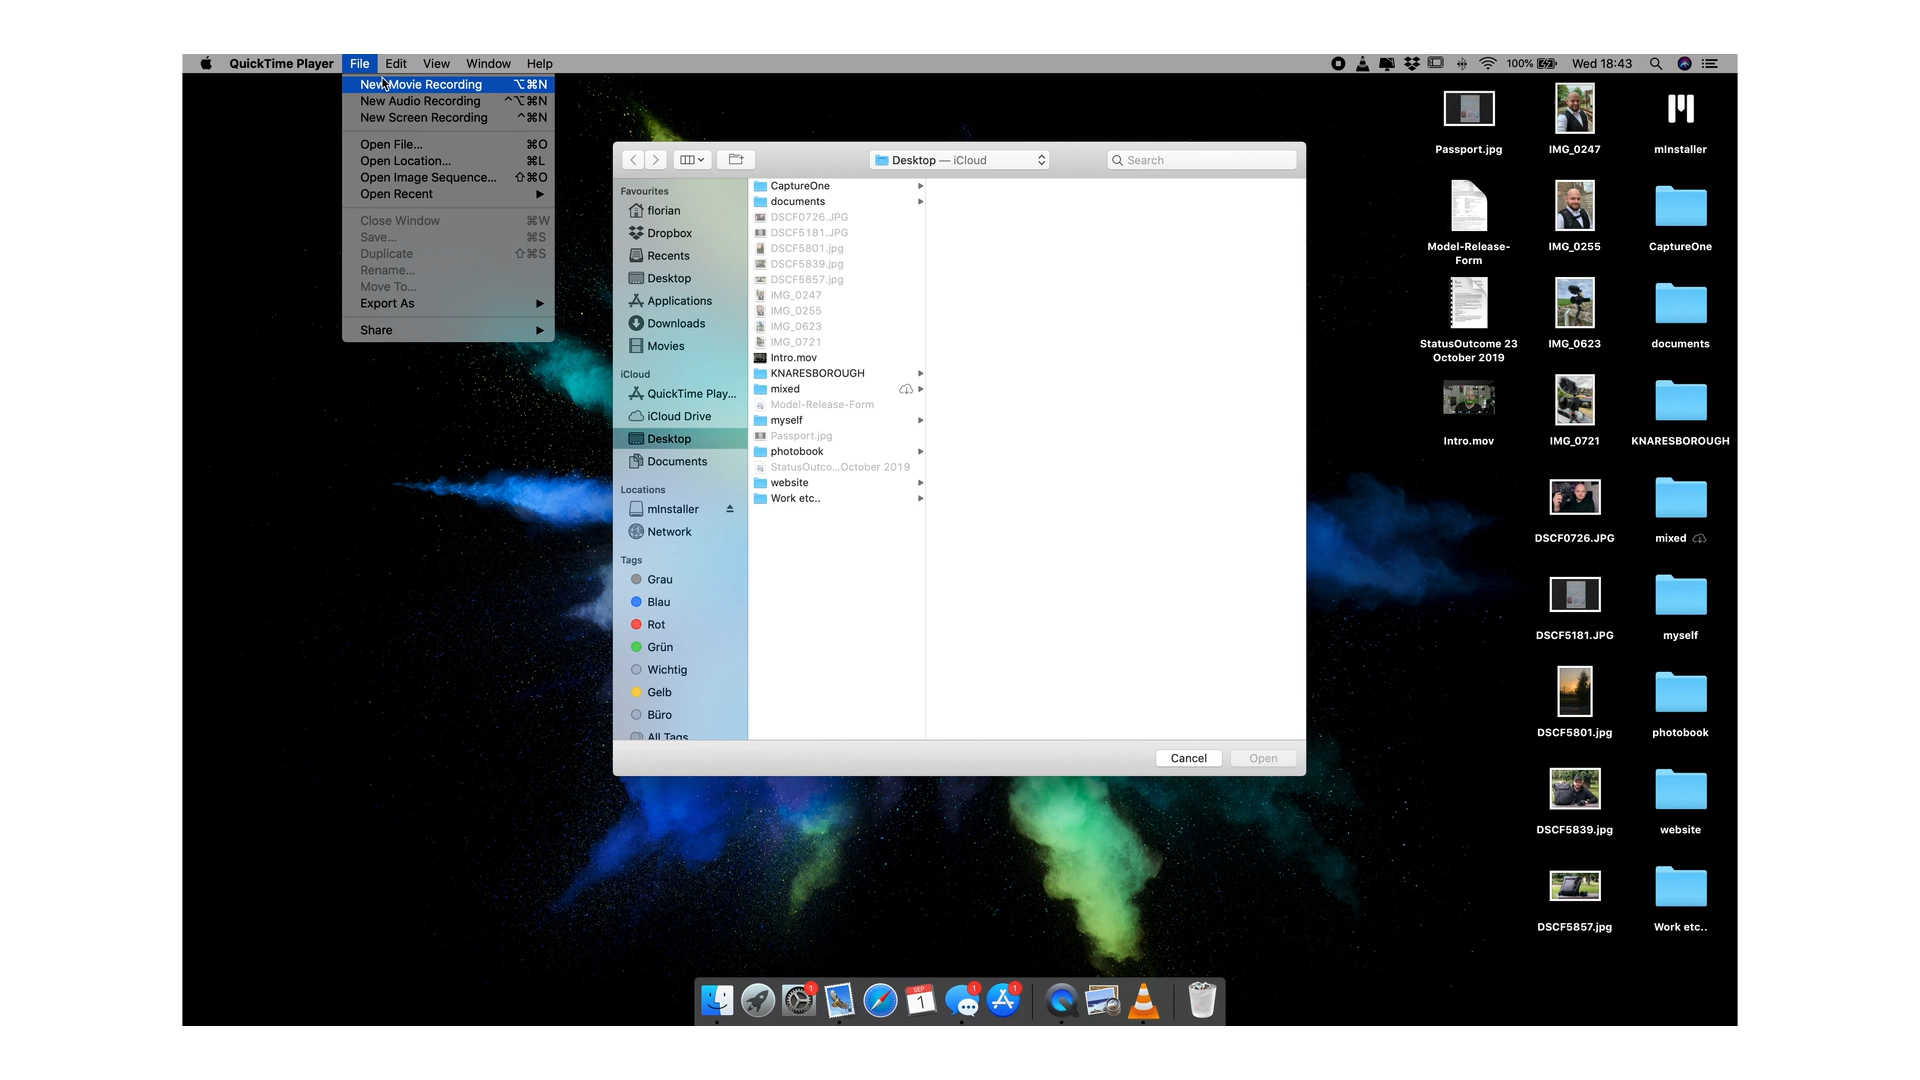 QuickTime Player File Edit View Window Help 100% Wed 18:43
New Movie Recording ⌥⌘N
New Audio Recording ^⌥⌘N
New Screen Recording ^⌘N
Open File... ⌘O
Open Location... ⌘L
Open Image Sequence... ⇧⌘O
Open Recent
Close Window ⌘W
Save... ⌘S
Duplicate ⇧⌘S
Rename...
Move To...
Export As
Share
Desktop — iCloud
Search
Favourites
florian
Dropbox
Recents
Desktop
Applications
Downloads
Movies
iCloud
QuickTime Play...
iCloud Drive
Desktop
Documents
Locations
mInstaller
Network
Tags
Grau
Blau
Rot
Grün
Wichtig
Gelb
Büro
All Tags
CaptureOne
documents
DSCF0726.JPG
DSCF5181.JPG
DSCF5801.jpg
DSCF5839.jpg
DSCF5857.jpg
IMG_0247
IMG_0255
IMG_0623
IMG_0721
Intro.mov
KNARESBOROUGH
mixed
Model-Release-Form
myself
Passport.jpg
photobook
StatusOutco...October 2019
website
Work etc..
Cancel
Open
Passport.jpg
IMG_0247
mInstaller
Model-Release-
Form
IMG_0255
CaptureOne
StatusOutcome 23
October 2019
IMG_0623
documents
Intro.mov
IMG_0721
KNARESBOROUGH
DSCF0726.JPG
mixed
DSCF5181.JPG
myself
DSCF5801.jpg
photobook
DSCF5839.jpg
website
DSCF5857.jpg
Work etc..
1
SEP
1
1
1